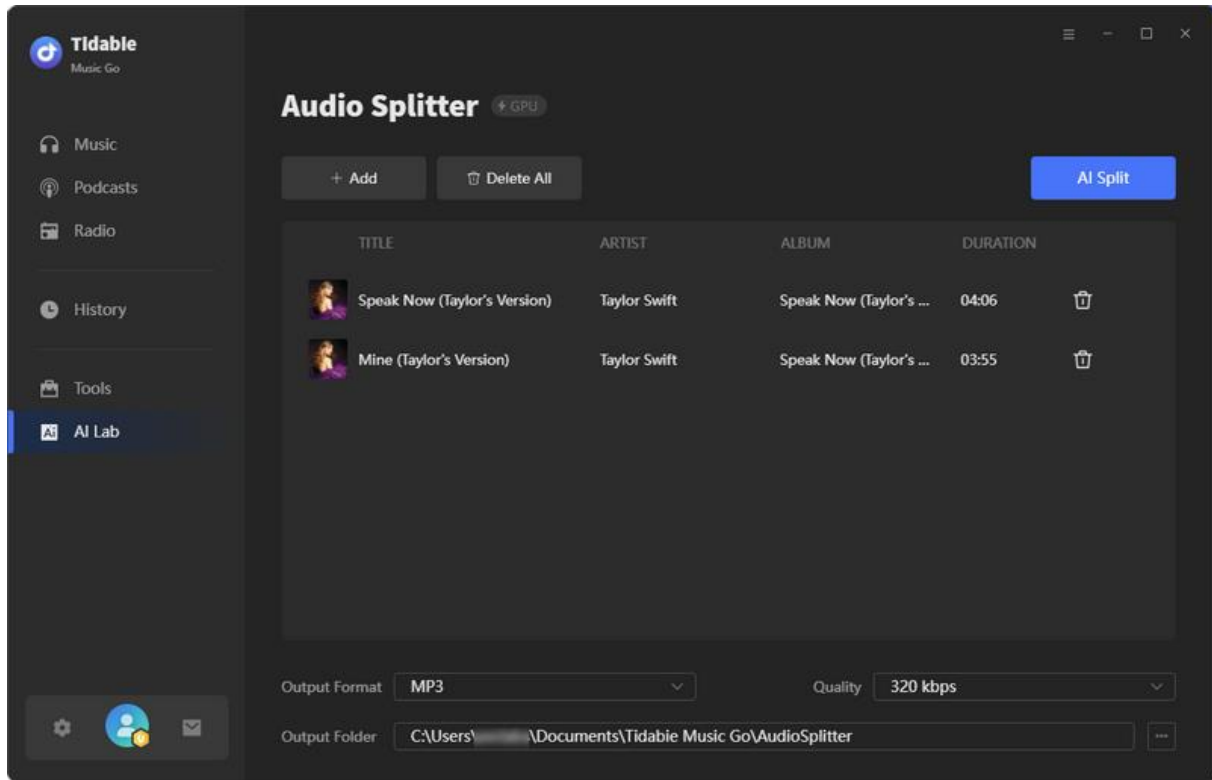 Tidable
Music Go
Music
Podcasts
Radio
History
Tools
Ai AI Lab
Audio Splitter GPU
+ Add Delete All AI Split
TITLE ARTIST ALBUM DURATION
Speak Now (Taylor's Version) Taylor Swift Speak Now (Taylor's ... 04:06
Mine (Taylor's Version) Taylor Swift Speak Now (Taylor's ... 03:55
Output Format MP3 Quality 320 kbps
Output Folder C:\Users\ \Documents\Tidabie Music Go\AudioSplitter ...